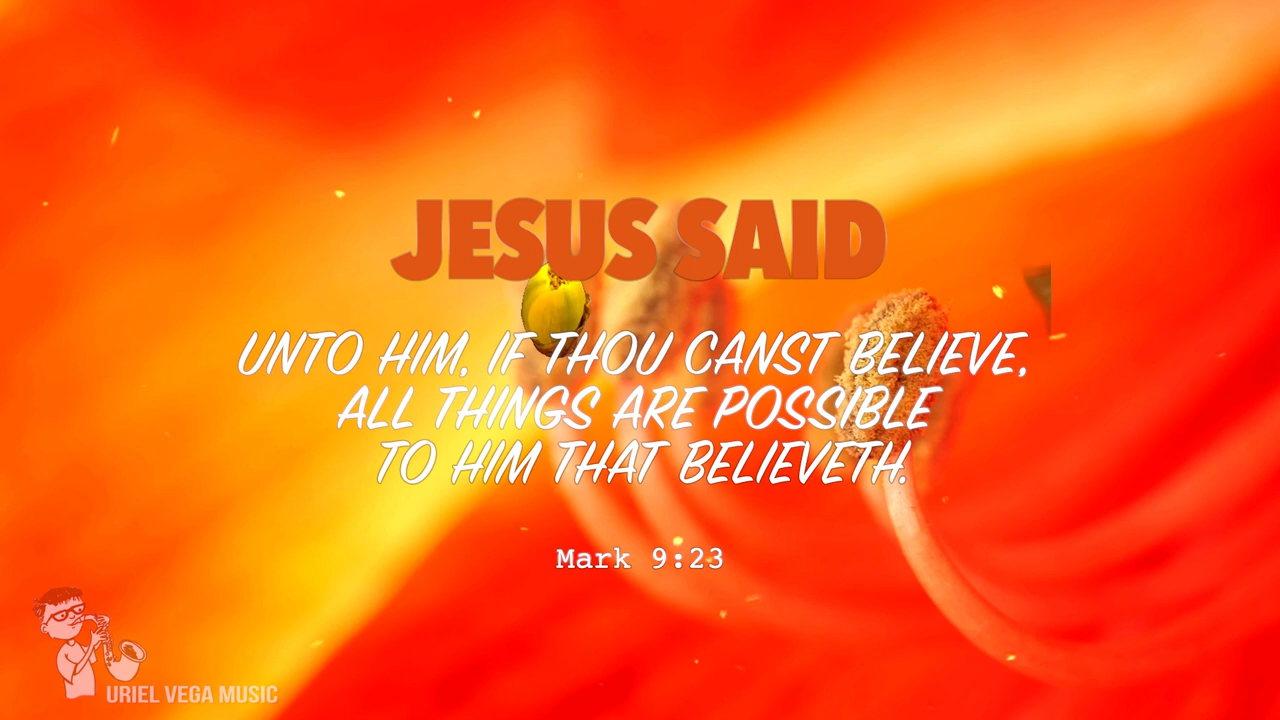 JESUS SAID
UNTO HIM, IF THOU CANST BELIEVE,
ALL THINGS ARE POSSIBLE
TO HIM THAT BELIEVETH.
Mark 9:23
URIEL VEGA MUSIC